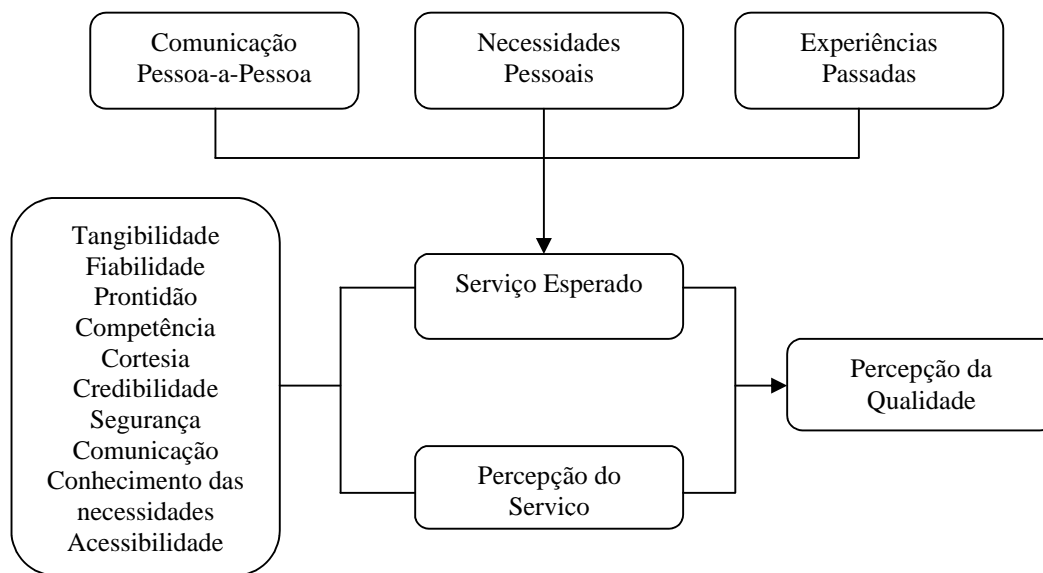 Comunicação
Pessoa-a-Pessoa
Necessidades
Pessoais
Experiências
Passadas
Tangibilidade
Fiabilidade
Prontidão
Competência
Cortesia
Credibilidade
Segurança
Comunicação
Conhecimento das
necessidades
Acessibilidade
Serviço Esperado
Percepção do
Servico
Percepção da
Qualidade